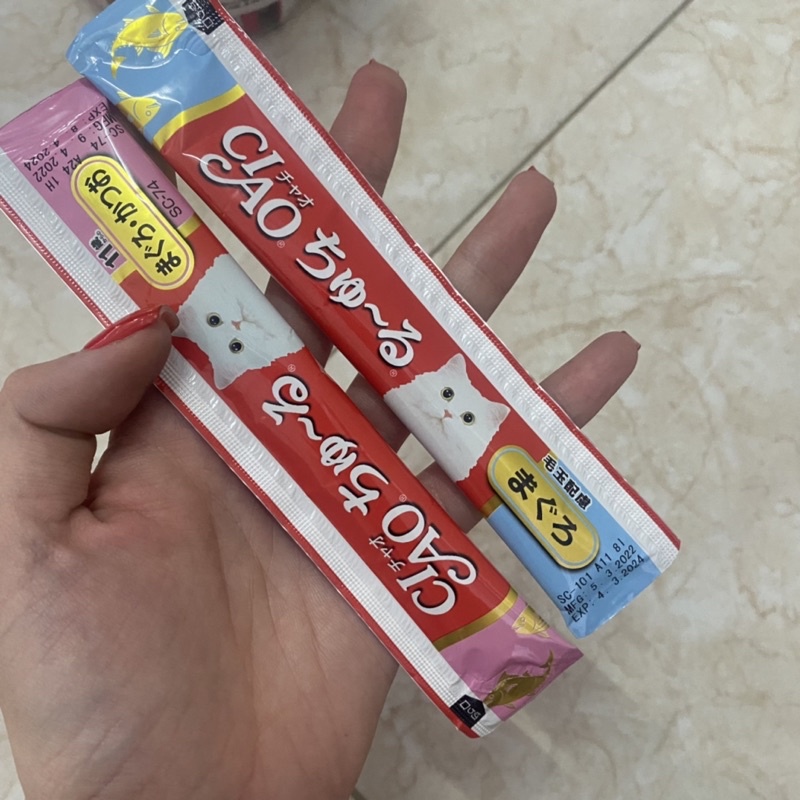 CIAO
チャオ
ちゅ〜る
毛玉配慮
まぐろ
SC-101 A11 8I
MFG: 5.3.2022
EXP: 4.3.2024
CIAO
チャオ
ちゅ〜る
11歳
まぐろ・かつお
SC-74
SC-74 A24 1H
MFG: 9 4 2022
EXP: 8 4 2024